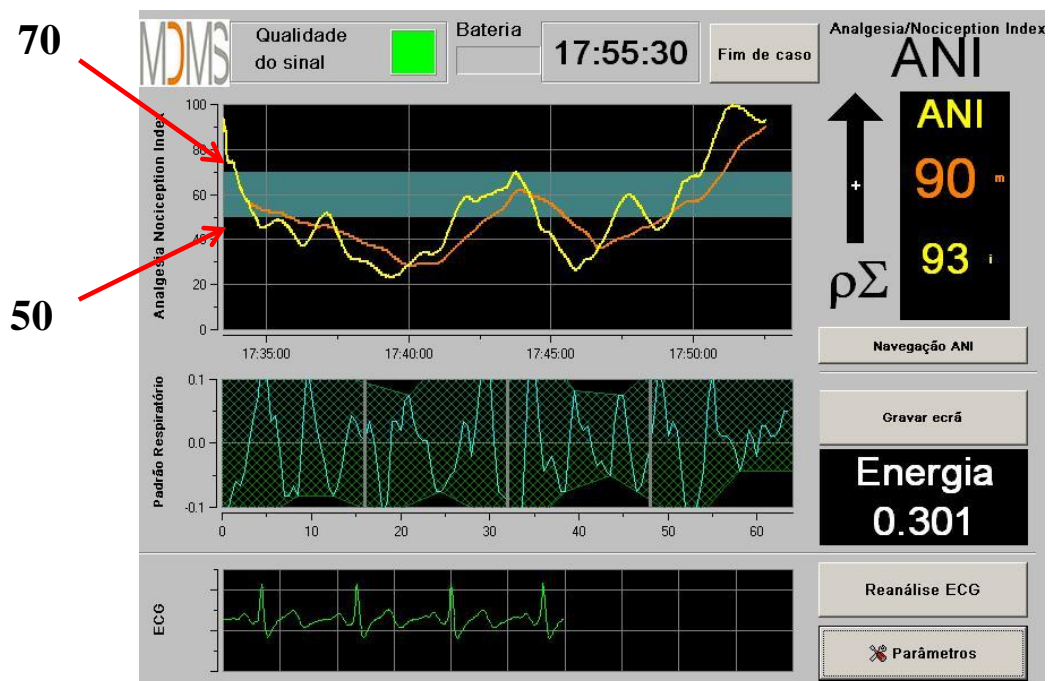 70
50
MDMS
Qualidade
do sinal
Bateria
17:55:30
Fim de caso
Analgesia/Nociception Index
ANI
Analgesia Nociception Index
100
80
60
40
20
0
17:35:00 17:40:00 17:45:00 17:50:00
+
ρΣ
ANI
90 m
93 i
Navegação ANI
Padrão Respiratório
0.1
0.0
-0.1
0 10 20 30 40 50 60
Gravar ecrã
Energia
0.301
ECG
Reanálise ECG
Parâmetros